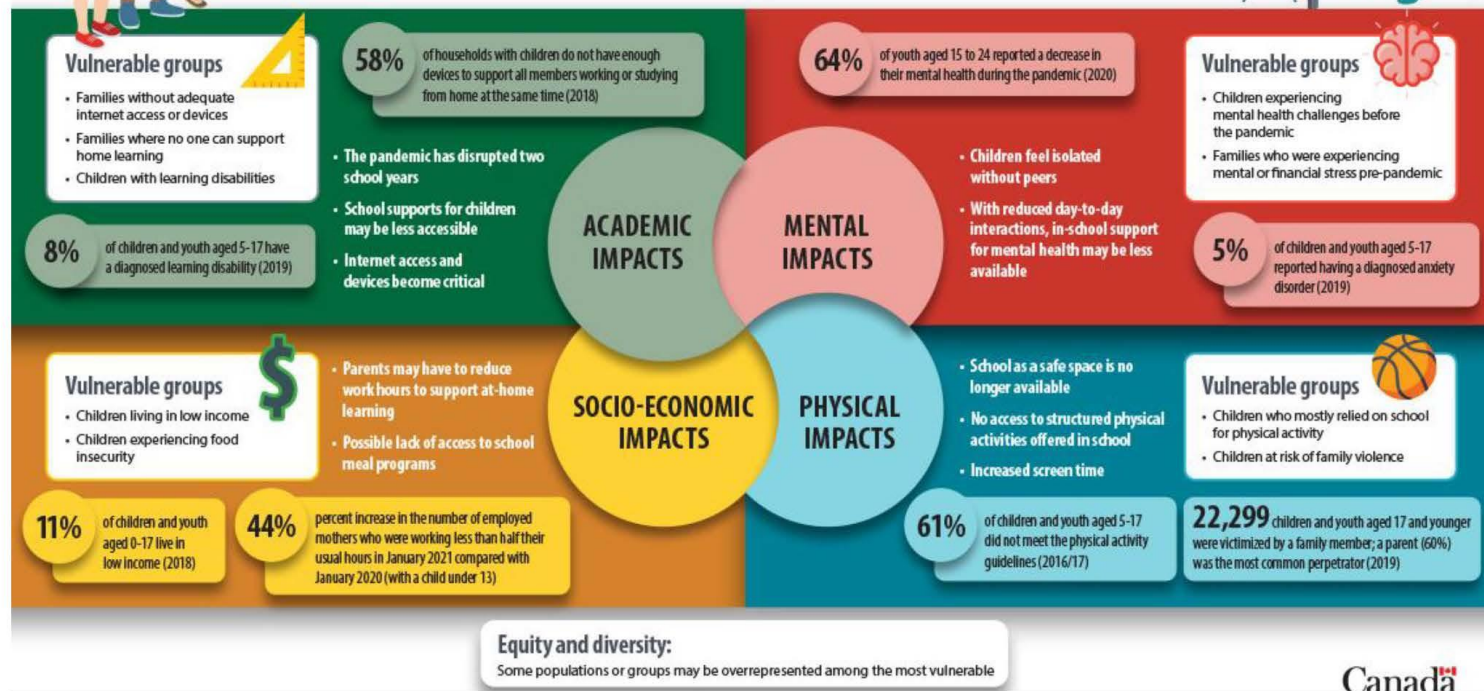 Vulnerable groups
• Families without adequate
internet access or devices
• Families where no one can support
home learning
• Children with learning disabilities
58%
of households with children do not have enough
devices to support all members working or studying
from home at the same time (2018)
• The pandemic has disrupted two
school years
• School supports for children
may be less accessible
• Internet access and
devices become critical
8%
of children and youth aged 5-17 have
a diagnosed learning disability (2019)
ACADEMIC
IMPACTS
64%
of youth aged 15 to 24 reported a decrease in
their mental health during the pandemic (2020)
MENTAL
IMPACTS
• Children feel isolated
without peers
• With reduced day-to-day
interactions, in-school support
for mental health may be less
available
Vulnerable groups
• Children experiencing
mental health challenges before
the pandemic
• Families who were experiencing
mental or financial stress pre-pandemic
5%
of children and youth aged 5-17
reported having a diagnosed anxiety
disorder (2019)
Vulnerable groups
• Children living in low income
• Children experiencing food
insecurity
• Parents may have to reduce
work hours to support at-home
learning
• Possible lack of access to school
meal programs
11%
of children and youth
aged 0-17 live in
low income (2018)
44%
percent increase in the number of employed
mothers who were working less than half their
usual hours in January 2021 compared with
January 2020 (with a child under 13)
SOCIO-ECONOMIC
IMPACTS
PHYSICAL
IMPACTS
• School as a safe space is no
longer available
• No access to structured physical
activities offered in school
• Increased screen time
Vulnerable groups
• Children who mostly relied on school
for physical activity
• Children at risk of family violence
61%
of children and youth aged 5-17
did not meet the physical activity
guidelines (2016/17)
22,299 children and youth aged 17 and younger
were victimized by a family member; a parent (60%)
was the most common perpetrator (2019)
Equity and diversity:
Some populations or groups may be overrepresented among the most vulnerable
Canada